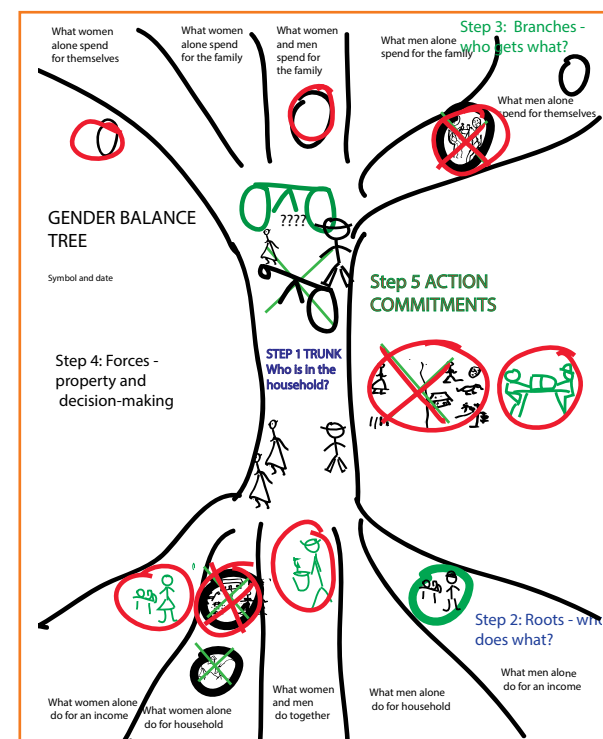 What women
alone spend
for themselves
What women
alone spend
for the family
What women
and men
spend for
the family
What men alone
spend for the family
Step 3: Branches -
who gets what?
What men alone
spend for themselves
????
GENDER BALANCE
TREE
Symbol and date
Step 5 ACTION
COMMITMENTS
STEP 1 TRUNK
Who is in the
household?
Step 4: Forces -
property and
decision-making
Step 2: Roots - who
does what?
What women alone
do for an income
What women alone
do for household
What women
and men
do together
What men alone
do for household
What men alone
do for an income